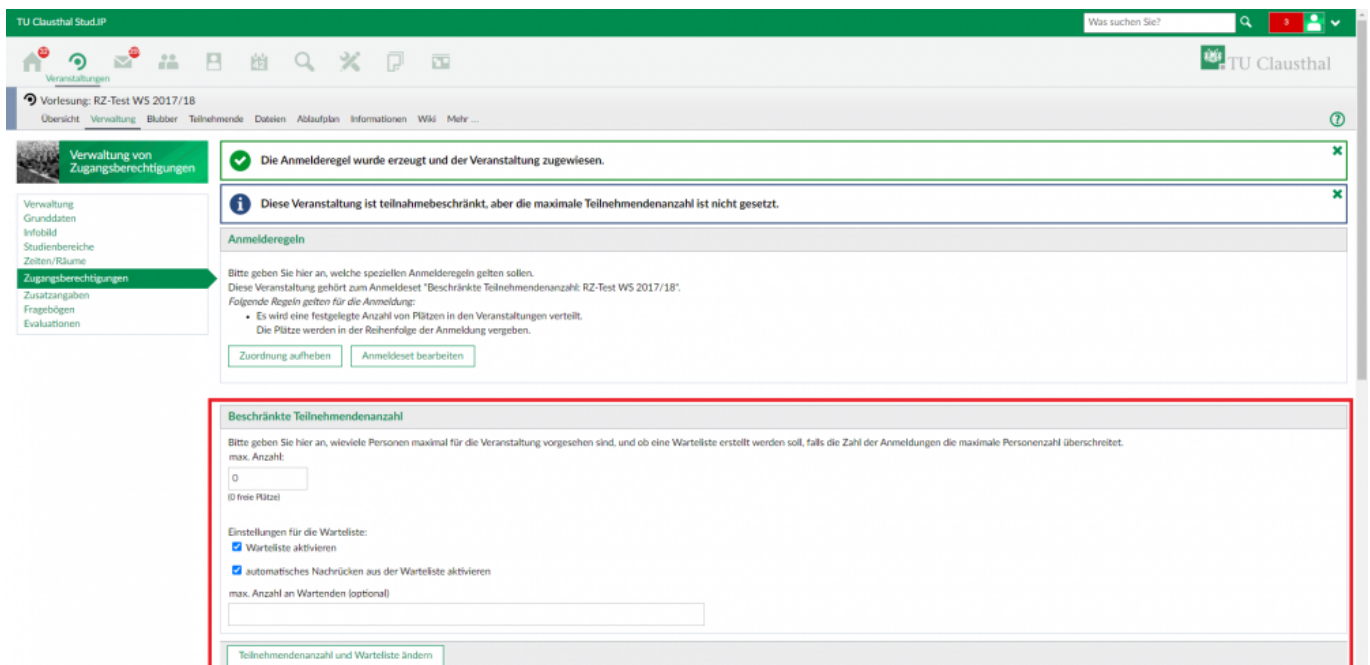 TU Clausthal Stud.IP
Was suchen Sie?
3
Veranstaltungen
TU Clausthal
Vorlesung: RZ-Test WS 2017/18
Übersicht Verwaltung Blubber Teilnehmende Dateien Ablaufplan Informationen Wiki Mehr ...
Verwaltung von
Zugangsberechtigungen
Verwaltung
Grunddaten
Infobild
Studienbereiche
Zeiten/Räume
Zugangsberechtigungen
Zusatzangaben
Fragebögen
Evaluationen
Die Anmelderegel wurde erzeugt und der Veranstaltung zugewiesen.
Diese Veranstaltung ist teilnahmebeschränkt, aber die maximale Teilnehmendenanzahl ist nicht gesetzt.
Anmelderegeln
Bitte geben Sie hier an, welche speziellen Anmelderegeln gelten sollen.
Diese Veranstaltung gehört zum Anmeldeset "Beschränkte Teilnehmendenanzahl: RZ-Test WS 2017/18".
Folgende Regeln gelten für die Anmeldung:
• Es wird eine festgelegte Anzahl von Plätzen in den Veranstaltungen verteilt.
Die Plätze werden in der Reihenfolge der Anmeldung vergeben.
Zuordnung aufheben Anmeldeset bearbeiten
Beschränkte Teilnehmendenanzahl
Bitte geben Sie hier an, wieviele Personen maximal für die Veranstaltung vorgesehen sind, und ob eine Warteliste erstellt werden soll, falls die Zahl der Anmeldungen die maximale Personenzahl überschreitet.
max. Anzahl:
0
(0 freie Plätze)
Einstellungen für die Warteliste:
Warteliste aktivieren
automatisches Nachrücken aus der Warteliste aktivieren
max. Anzahl an Wartenden (optional)
Teilnehmendenanzahl und Warteliste ändern